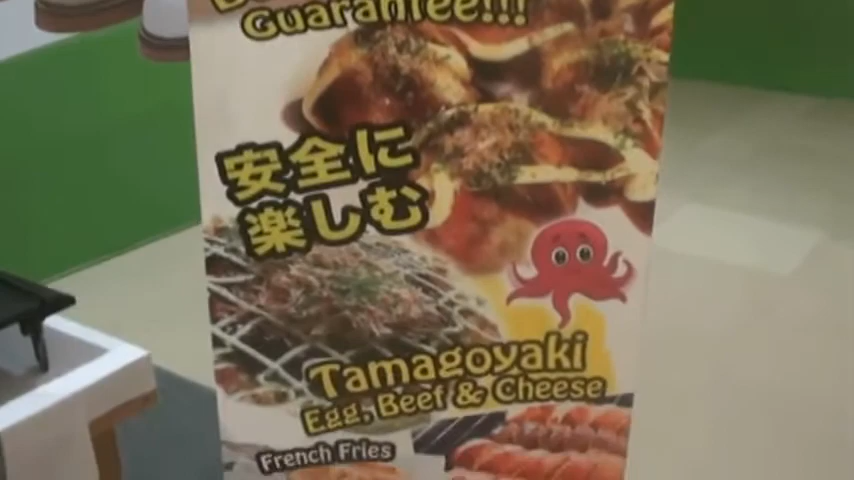 Guarantee!!!
安全に
楽しむ
Tamagoyaki
Egg, Beef & Cheese
French Fries